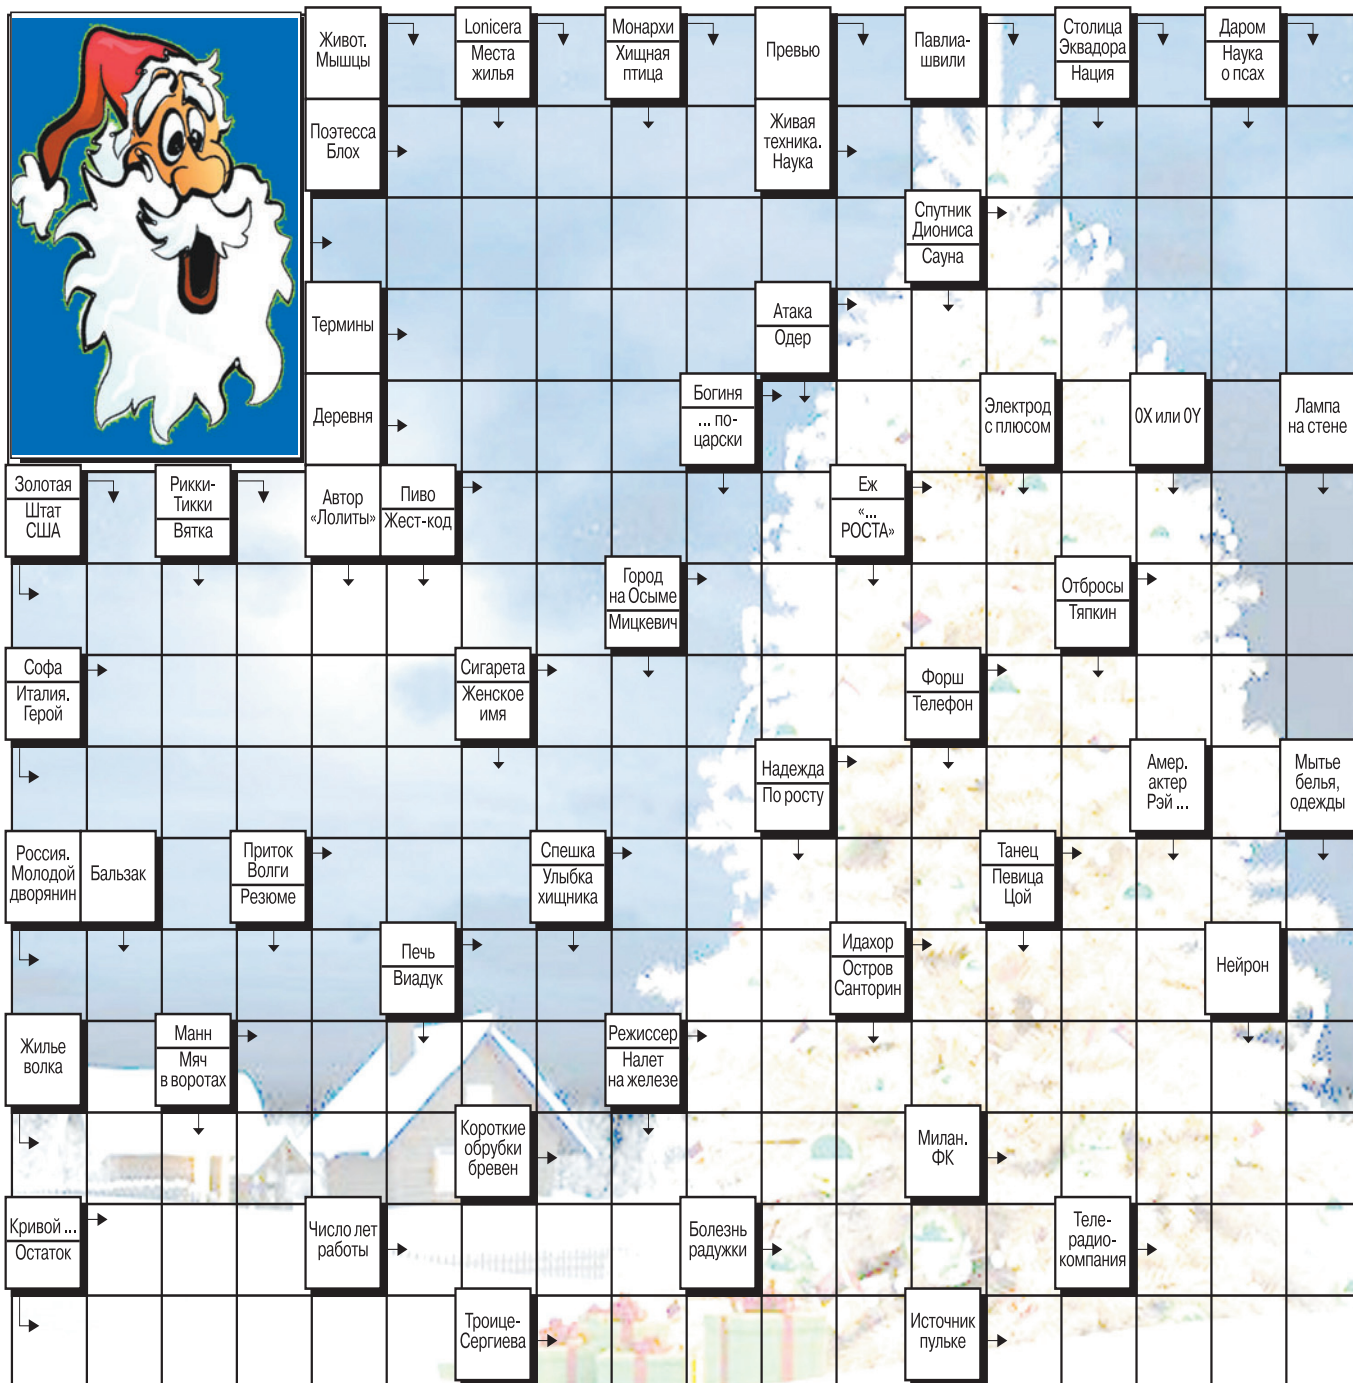 Живот.
Мышцы
Lonicera
Места
жилья
Монархи
Хищная
птица
Превью
Павлиа-
швили
Столица
Эквадора
Нация
Даром
Наука
о псах
Поэтесса
Блох
Живая
техника.
Наука
Спутник
Диониса
Сауна
Термины
Атака
Одер
Деревня
Богиня
... по-
царски
Электрод
с плюсом
0X или 0Y
Лампа
на стене
Золотая
Штат
США
Рикки-
Тикки
Вятка
Автор
«Лолиты»
Пиво
Жест-код
Еж
«...
РОСТА»
Город
на Осыме
Мицкевич
Отбросы
Тяпкин
Софа
Италия.
Герой
Сигарета
Женское
имя
Форш
Телефон
Надежда
По росту
Амер.
актер
Рэй ...
Мытье
белья,
одежды
Россия.
Молодой
дворянин
Бальзак
Приток
Волги
Резюме
Спешка
Улыбка
хищника
Танец
Певица
Цой
Печь
Виадук
Идахор
Остров
Санторин
Нейрон
Жилье
волка
Манн
Мяч
в воротах
Режиссер
Налет
на железе
Короткие
обрубки
бревен
Милан.
ФК
Кривой ...
Остаток
Число лет
работы
Болезнь
радужки
Теле-
радио-
компания
Троице-
Сергиева
Источник
пульке